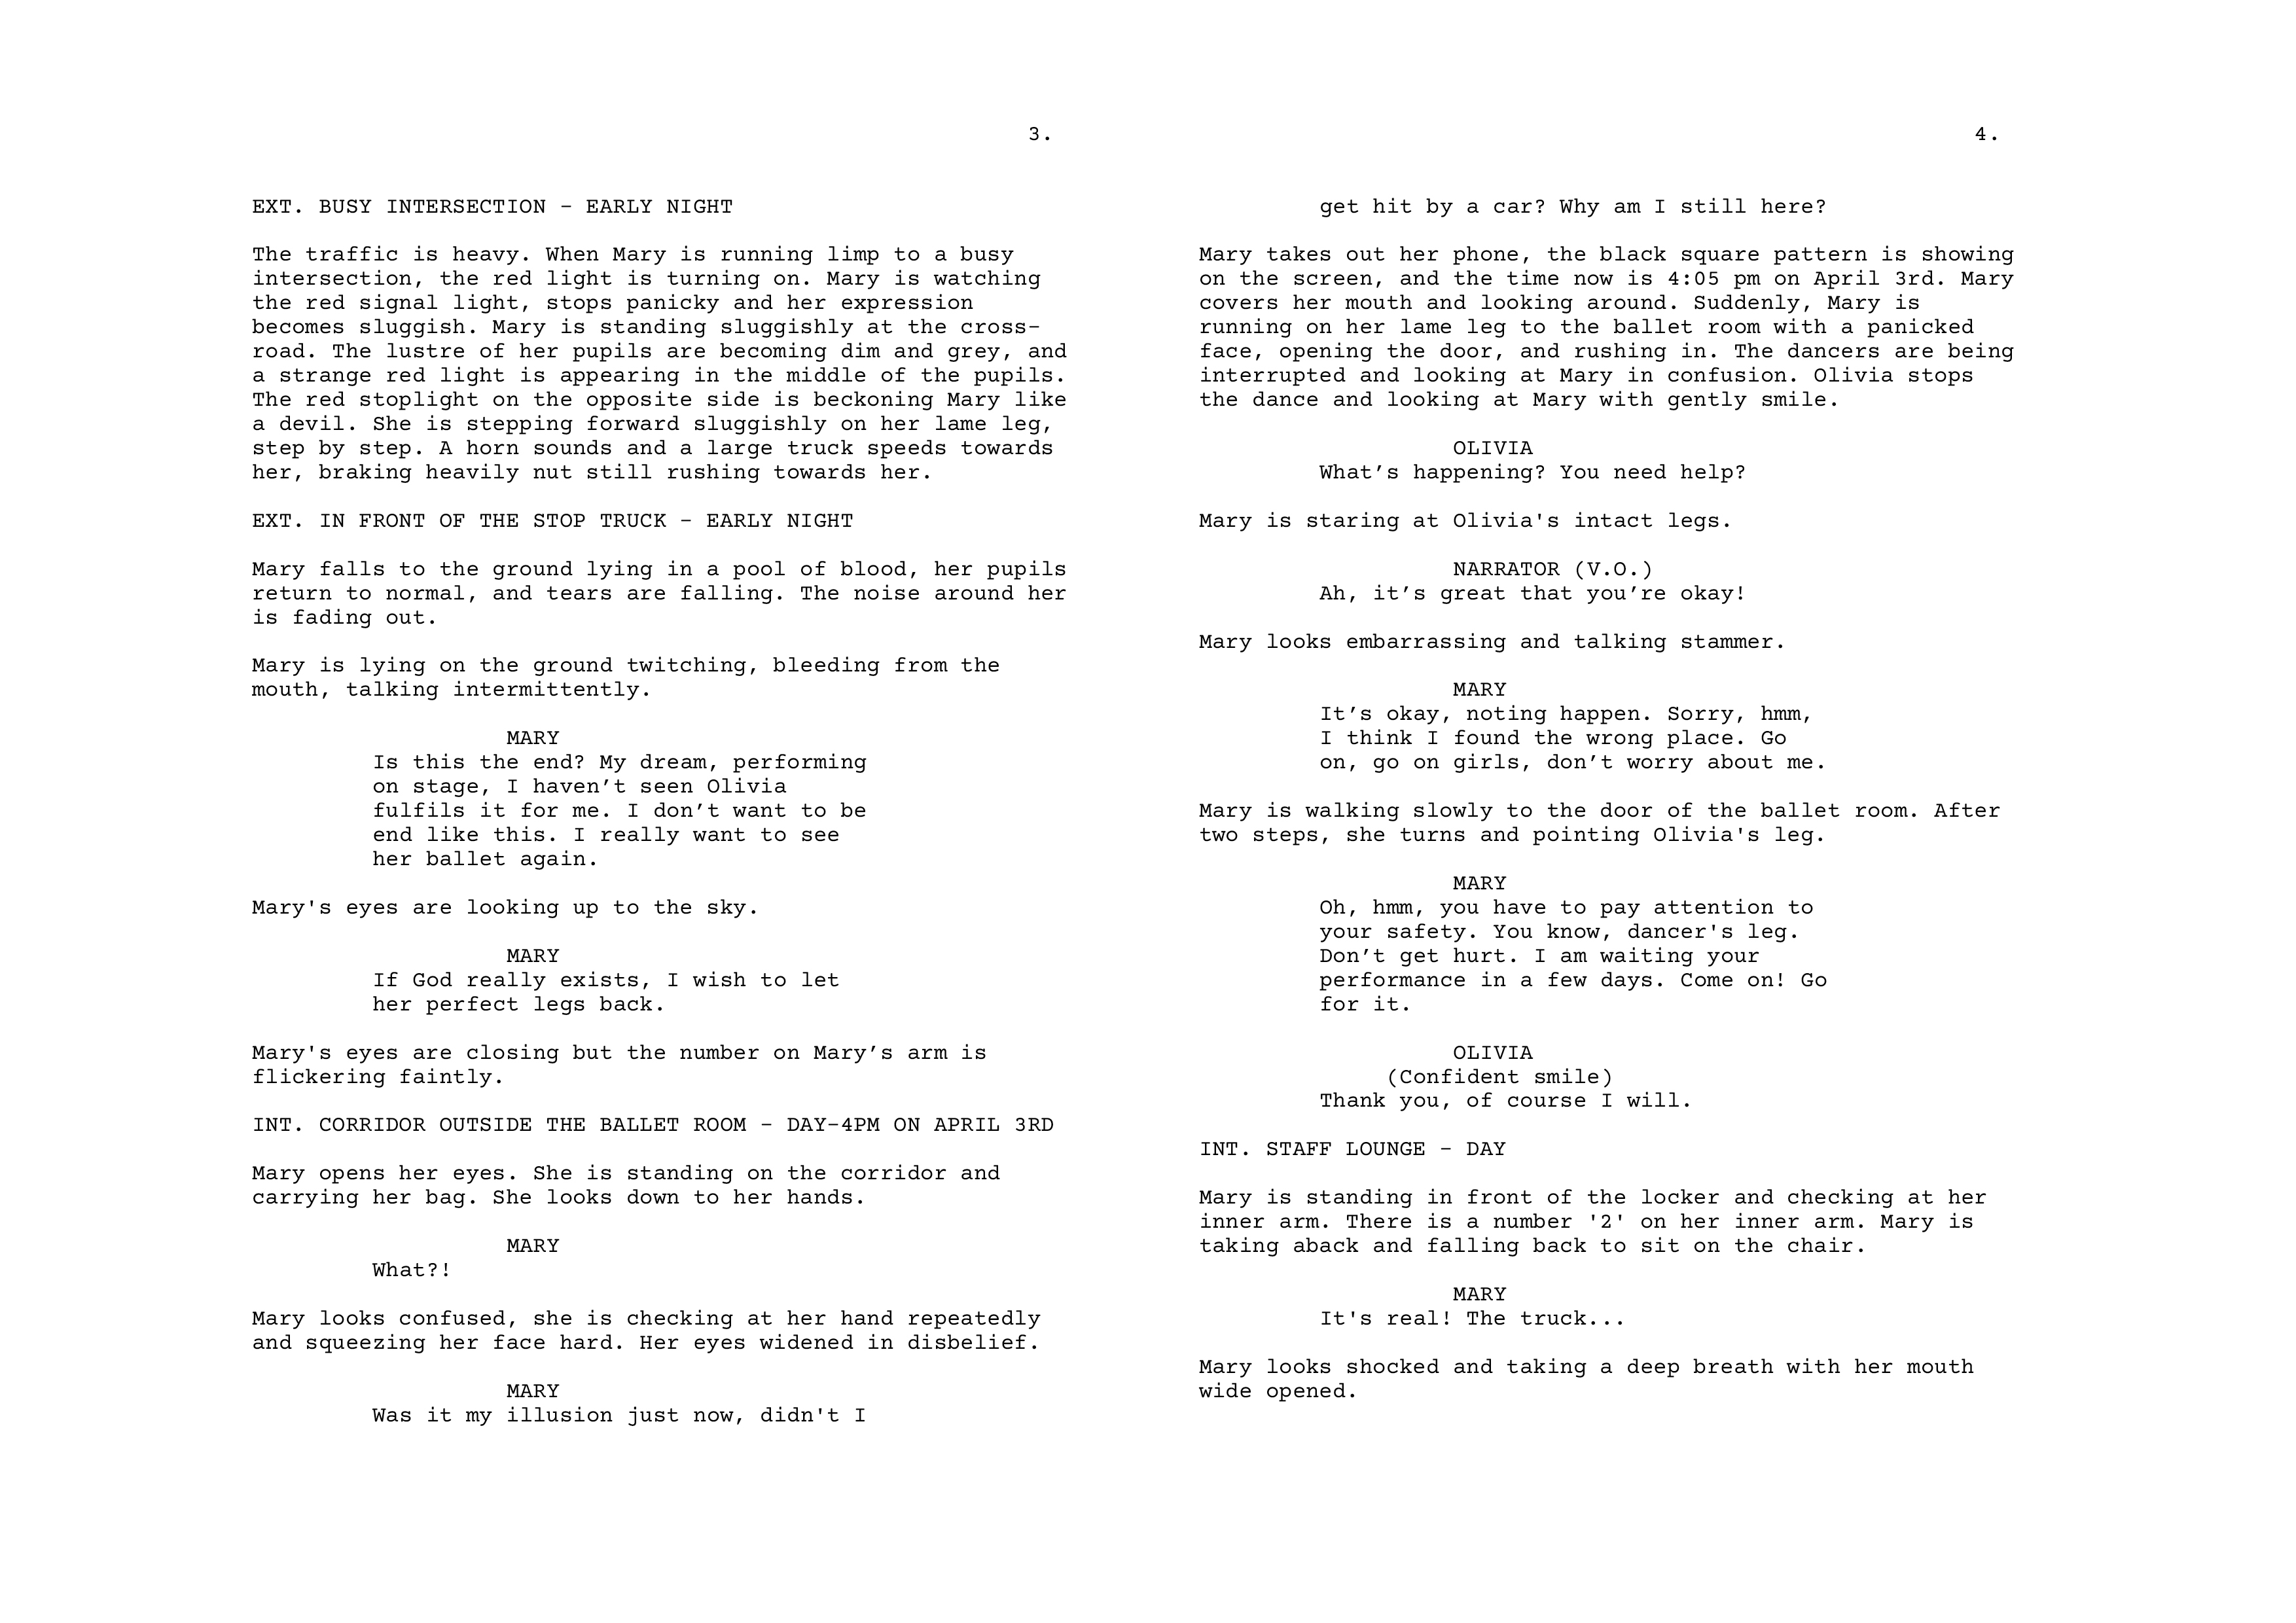 3.
EXT. BUSY INTERSECTION - EARLY NIGHT
The traffic is heavy. When Mary is running limp to a busy
intersection, the red light is turning on. Mary is watching
the red signal light, stops panicky and her expression
becomes sluggish. Mary is standing sluggishly at the cross-
road. The lustre of her pupils are becoming dim and grey, and
a strange red light is appearing in the middle of the pupils.
The red stoplight on the opposite side is beckoning Mary like
a devil. She is stepping forward sluggishly on her lame leg,
step by step. A horn sounds and a large truck speeds towards
her, braking heavily nut still rushing towards her.
EXT. IN FRONT OF THE STOP TRUCK - EARLY NIGHT
Mary falls to the ground lying in a pool of blood, her pupils
return to normal, and tears are falling. The noise around her
is fading out.
Mary is lying on the ground twitching, bleeding from the
mouth, talking intermittently.
MARY
Is this the end? My dream, performing
on stage, I haven’t seen Olivia
fulfils it for me. I don’t want to be
end like this. I really want to see
her ballet again.
Mary's eyes are looking up to the sky.
MARY
If God really exists, I wish to let
her perfect legs back.
Mary's eyes are closing but the number on Mary’s arm is
flickering faintly.
INT. CORRIDOR OUTSIDE THE BALLET ROOM - DAY-4PM ON APRIL 3RD
Mary opens her eyes. She is standing on the corridor and
carrying her bag. She looks down to her hands.
MARY
What?!
Mary looks confused, she is checking at her hand repeatedly
and squeezing her face hard. Her eyes widened in disbelief.
MARY
Was it my illusion just now, didn't I
4.
get hit by a car? Why am I still here?
Mary takes out her phone, the black square pattern is showing
on the screen, and the time now is 4:05 pm on April 3rd. Mary
covers her mouth and looking around. Suddenly, Mary is
running on her lame leg to the ballet room with a panicked
face, opening the door, and rushing in. The dancers are being
interrupted and looking at Mary in confusion. Olivia stops
the dance and looking at Mary with gently smile.
OLIVIA
What’s happening? You need help?
Mary is staring at Olivia's intact legs.
NARRATOR (V.O.)
Ah, it’s great that you’re okay!
Mary looks embarrassing and talking stammer.
MARY
It’s okay, noting happen. Sorry, hmm,
I think I found the wrong place. Go
on, go on girls, don’t worry about me.
Mary is walking slowly to the door of the ballet room. After
two steps, she turns and pointing Olivia's leg.
MARY
Oh, hmm, you have to pay attention to
your safety. You know, dancer's leg.
Don’t get hurt. I am waiting your
performance in a few days. Come on! Go
for it.
OLIVIA
(Confident smile)
Thank you, of course I will.
INT. STAFF LOUNGE - DAY
Mary is standing in front of the locker and checking at her
inner arm. There is a number '2' on her inner arm. Mary is
taking aback and falling back to sit on the chair.
MARY
It's real! The truck...
Mary looks shocked and taking a deep breath with her mouth
wide opened.